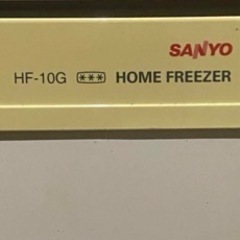 SANYO
HF-10G *** HOME FREEZER